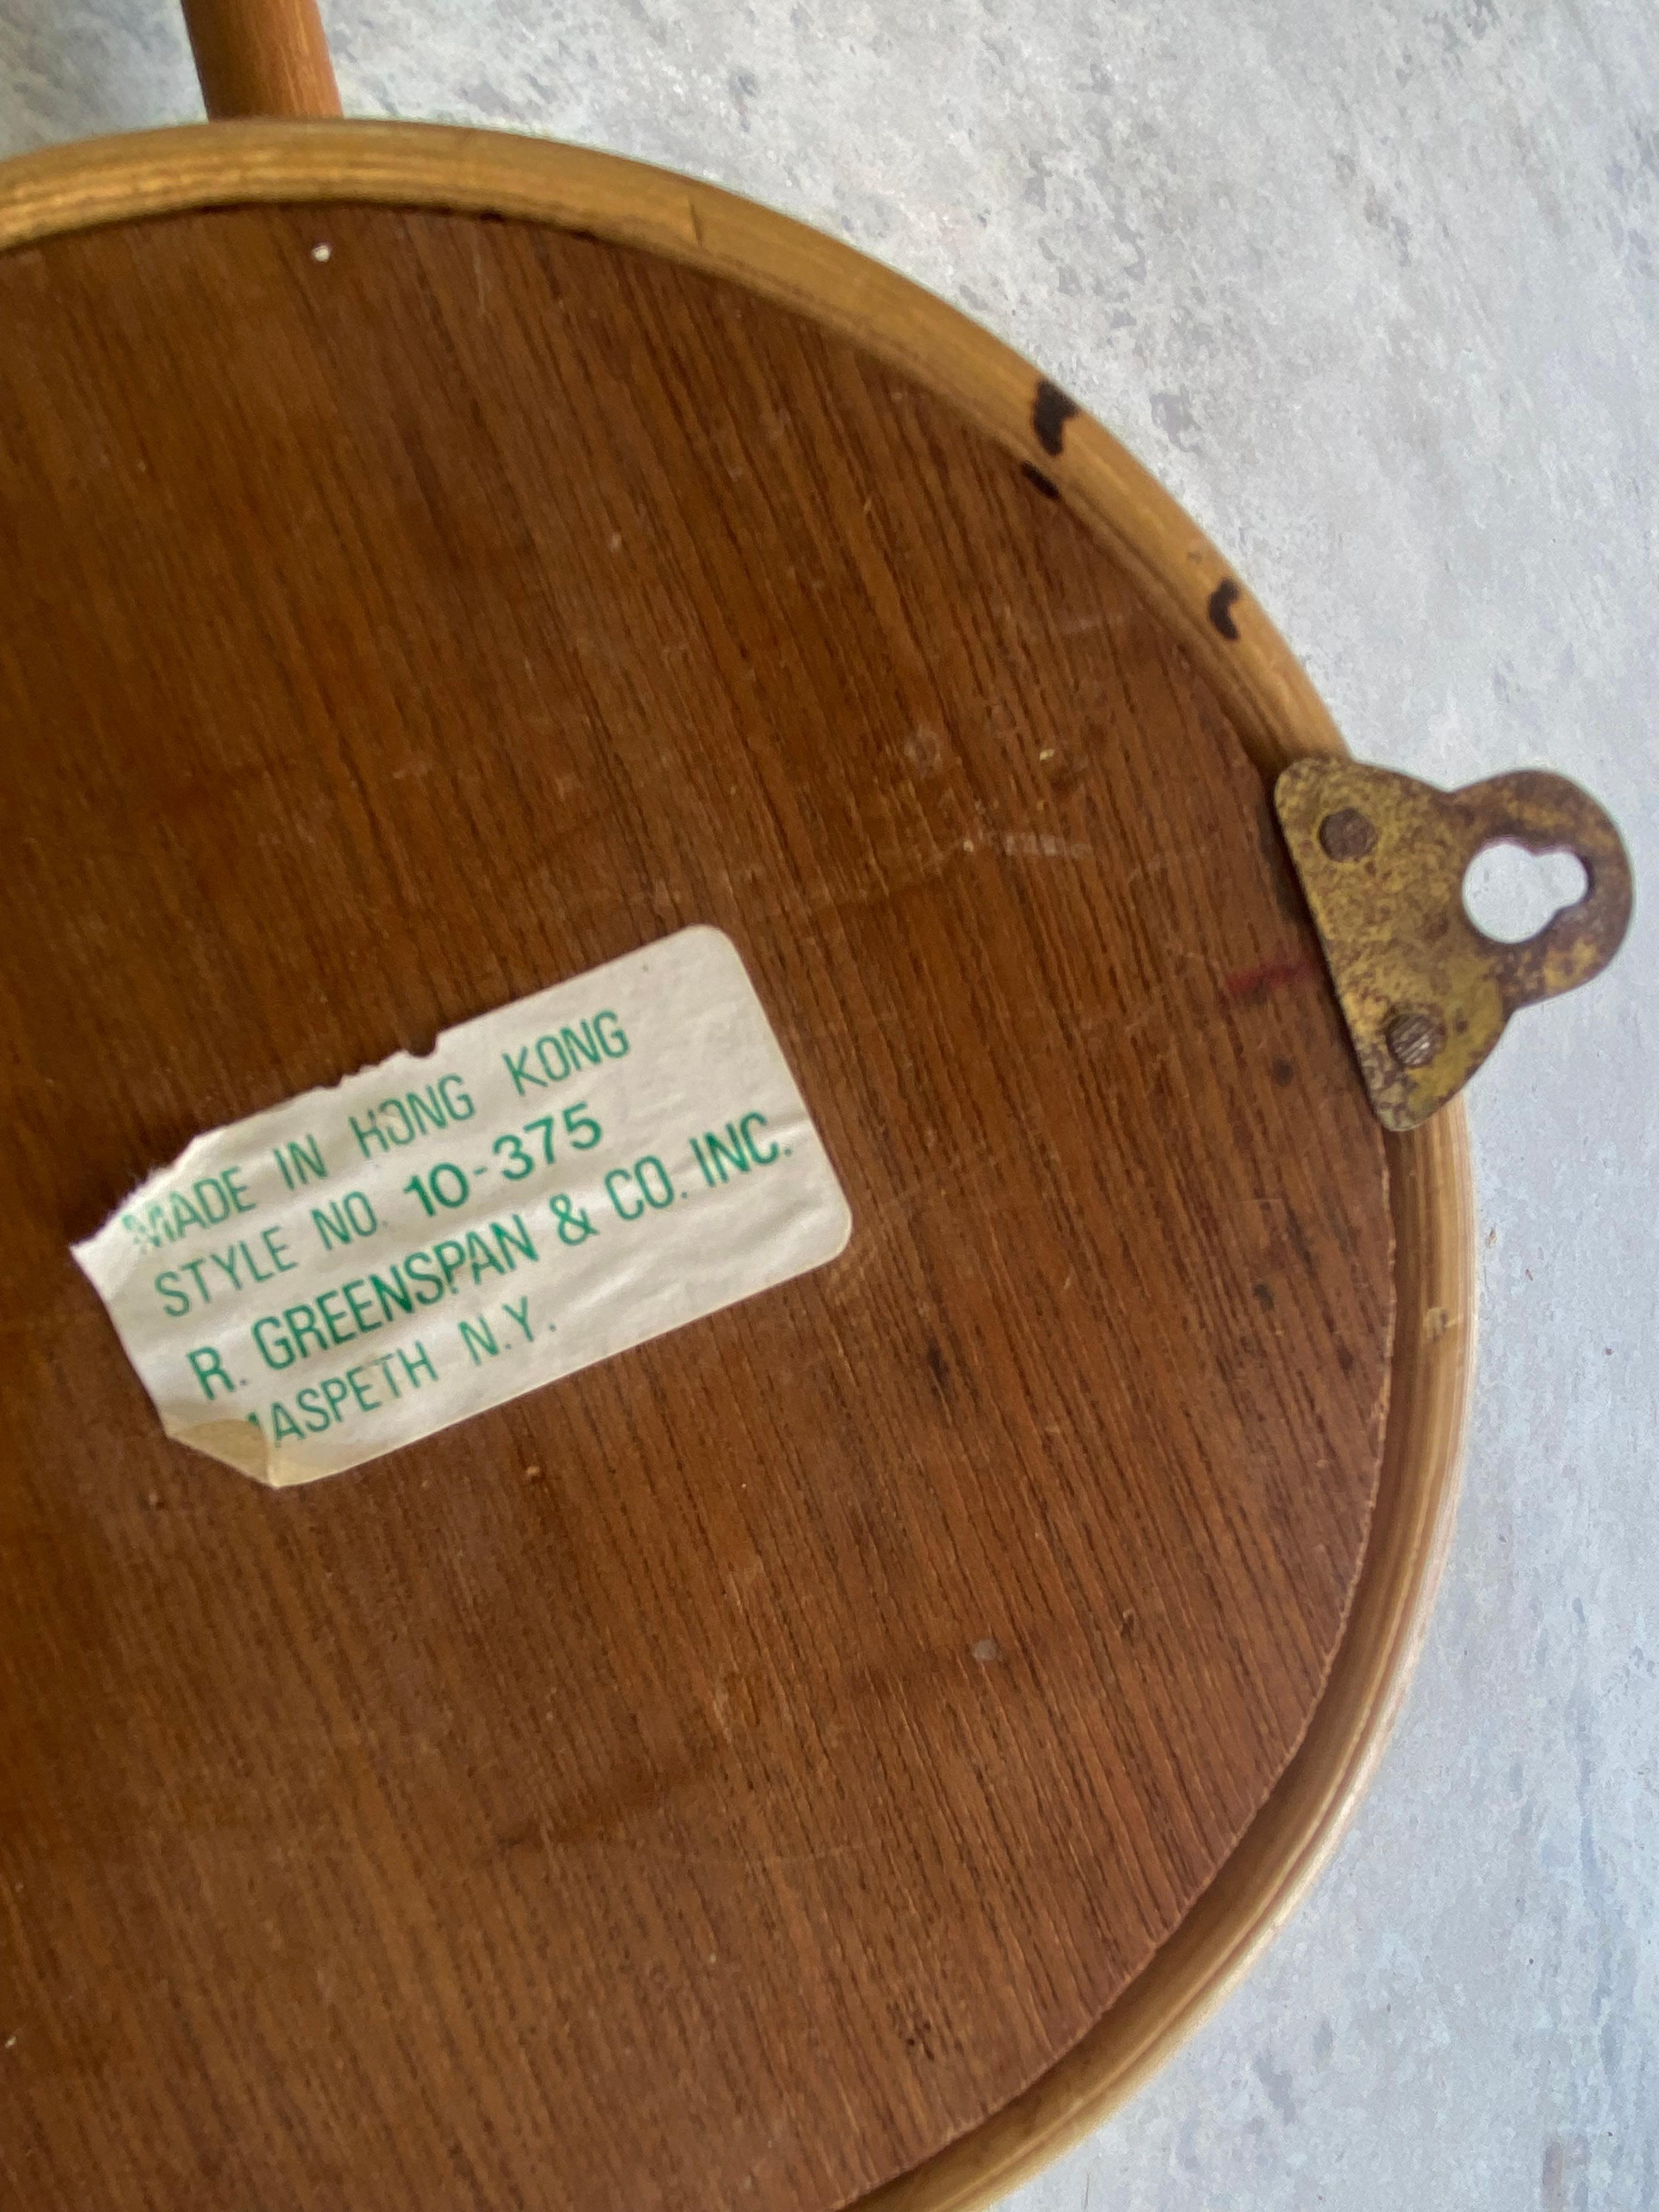 MADE IN HONG KONG
STYLE NO. 10-375
R. GREENSPAN & CO. INC.
MASPETH N.Y.